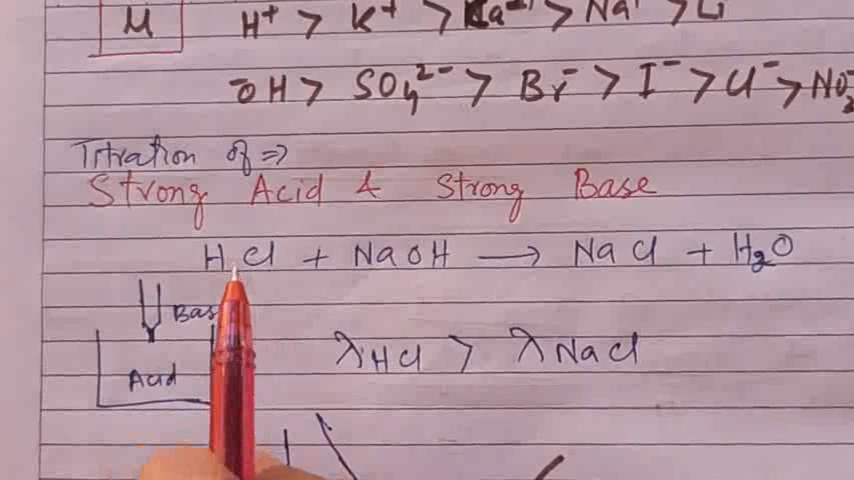 M H⁺ > K⁺ > Na⁺ > Li
⁻OH > SO₄²⁻ > Br⁻ > I⁻ > Cl⁻ > NO₃⁻
Titration of ⇒
Strong Acid & Strong Base
HCl + NaOH → NaCl + H₂O
Base
Acid
λHCl > λNaCl